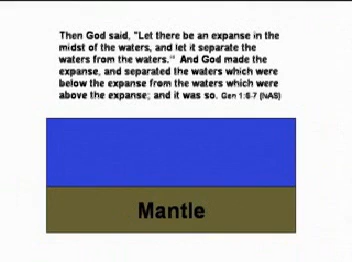 Then God said, "Let there be an expanse in the
midst of the waters, and let it separate the
waters from the waters." And God made the
expanse, and separated the waters which were
below the expanse from the waters which were
above the expanse; and it was so. Gen 1:6-7 (NAS)
Mantle